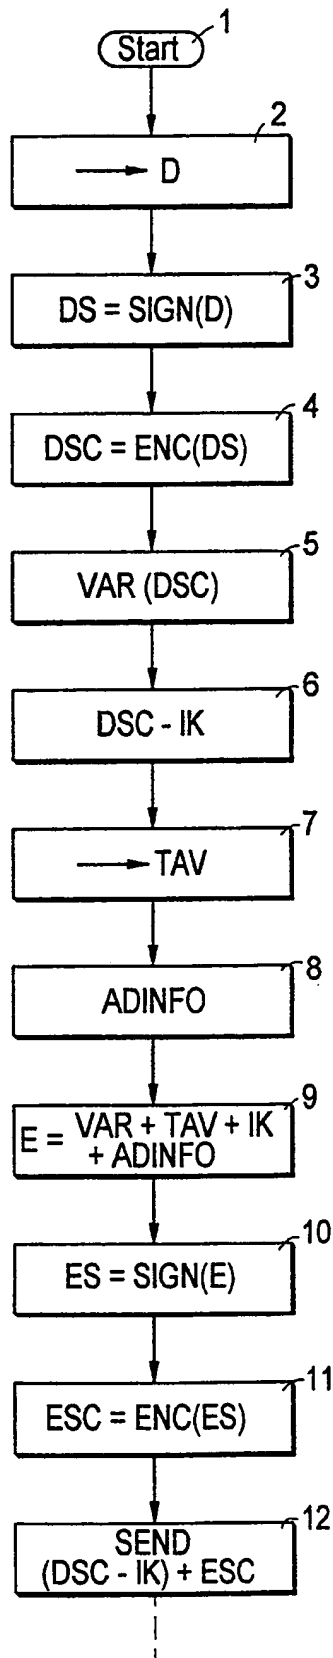 1
Start
2
→ D
3
DS = SIGN(D)
4
DSC = ENC(DS)
5
VAR (DSC)
6
DSC - IK
7
→ TAV
8
ADINFO
9
E = VAR + TAV + IK
+ ADINFO
10
ES = SIGN(E)
11
ESC = ENC(ES)
12
SEND
(DSC - IK) + ESC